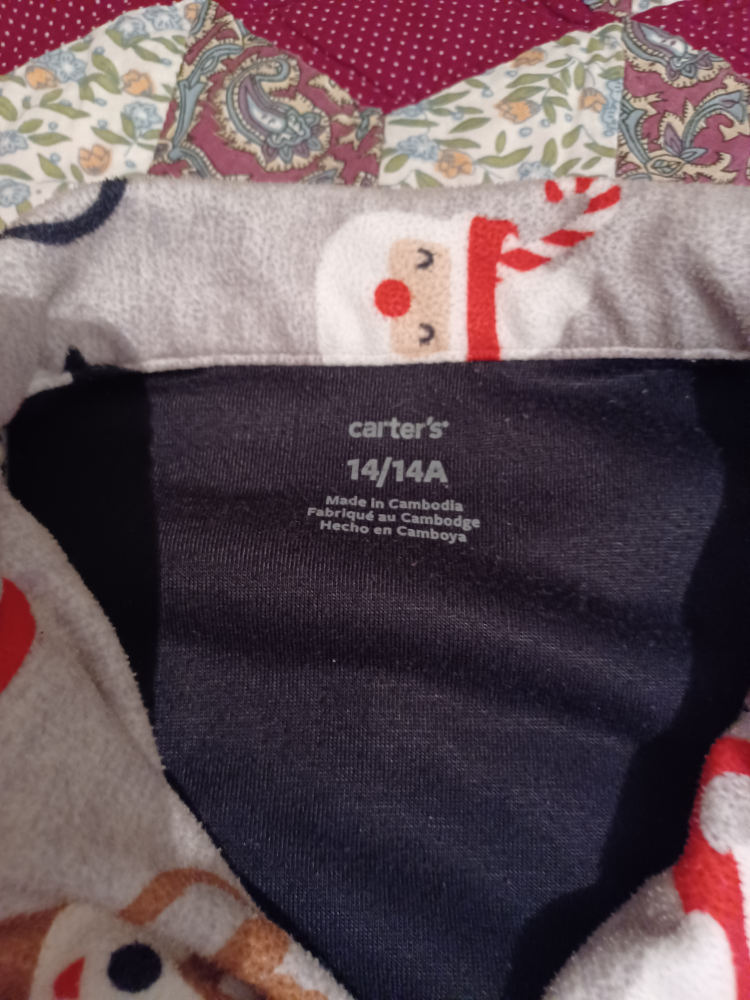 carter's
14/14A
Made in Cambodia
Fabriqué au Cambodge
Hecho en Camboya